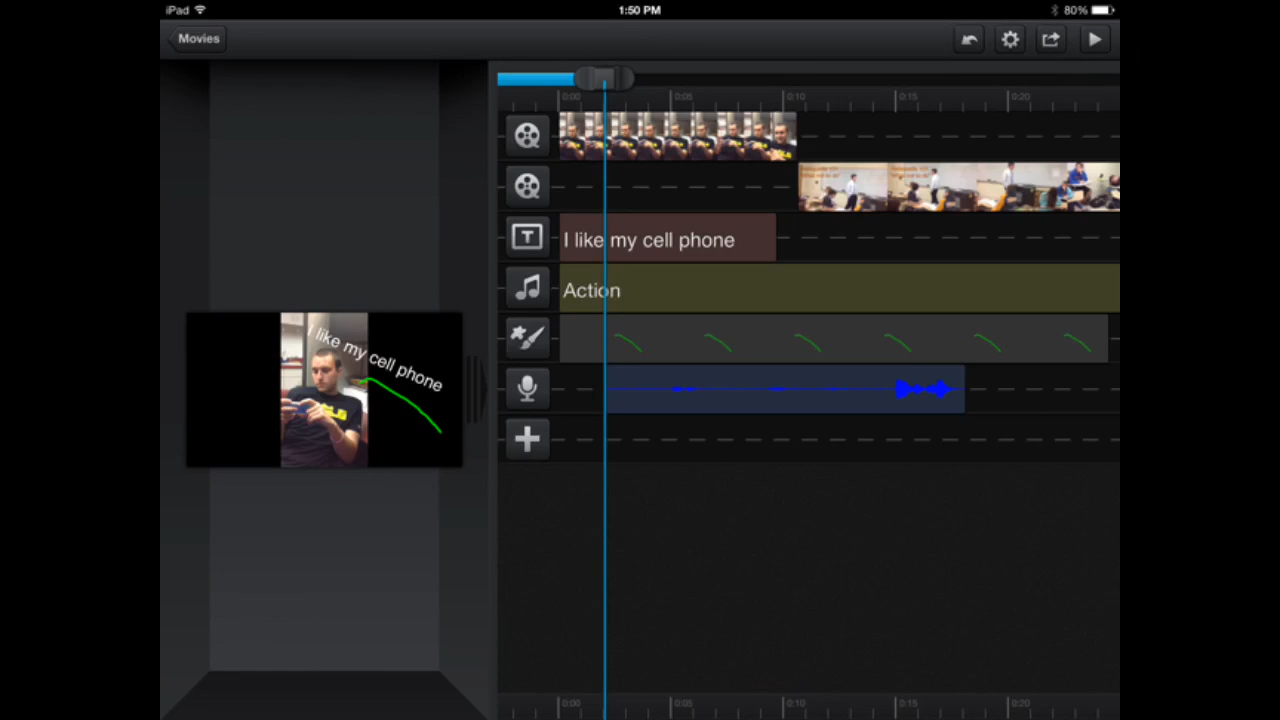 iPad
1:50 PM
80%
Movies
0:00 0:05 0:10 0:15 0:20
I like my cell phone
Action
I like my cell phone
0:00 0:05 0:10 0:15 0:20